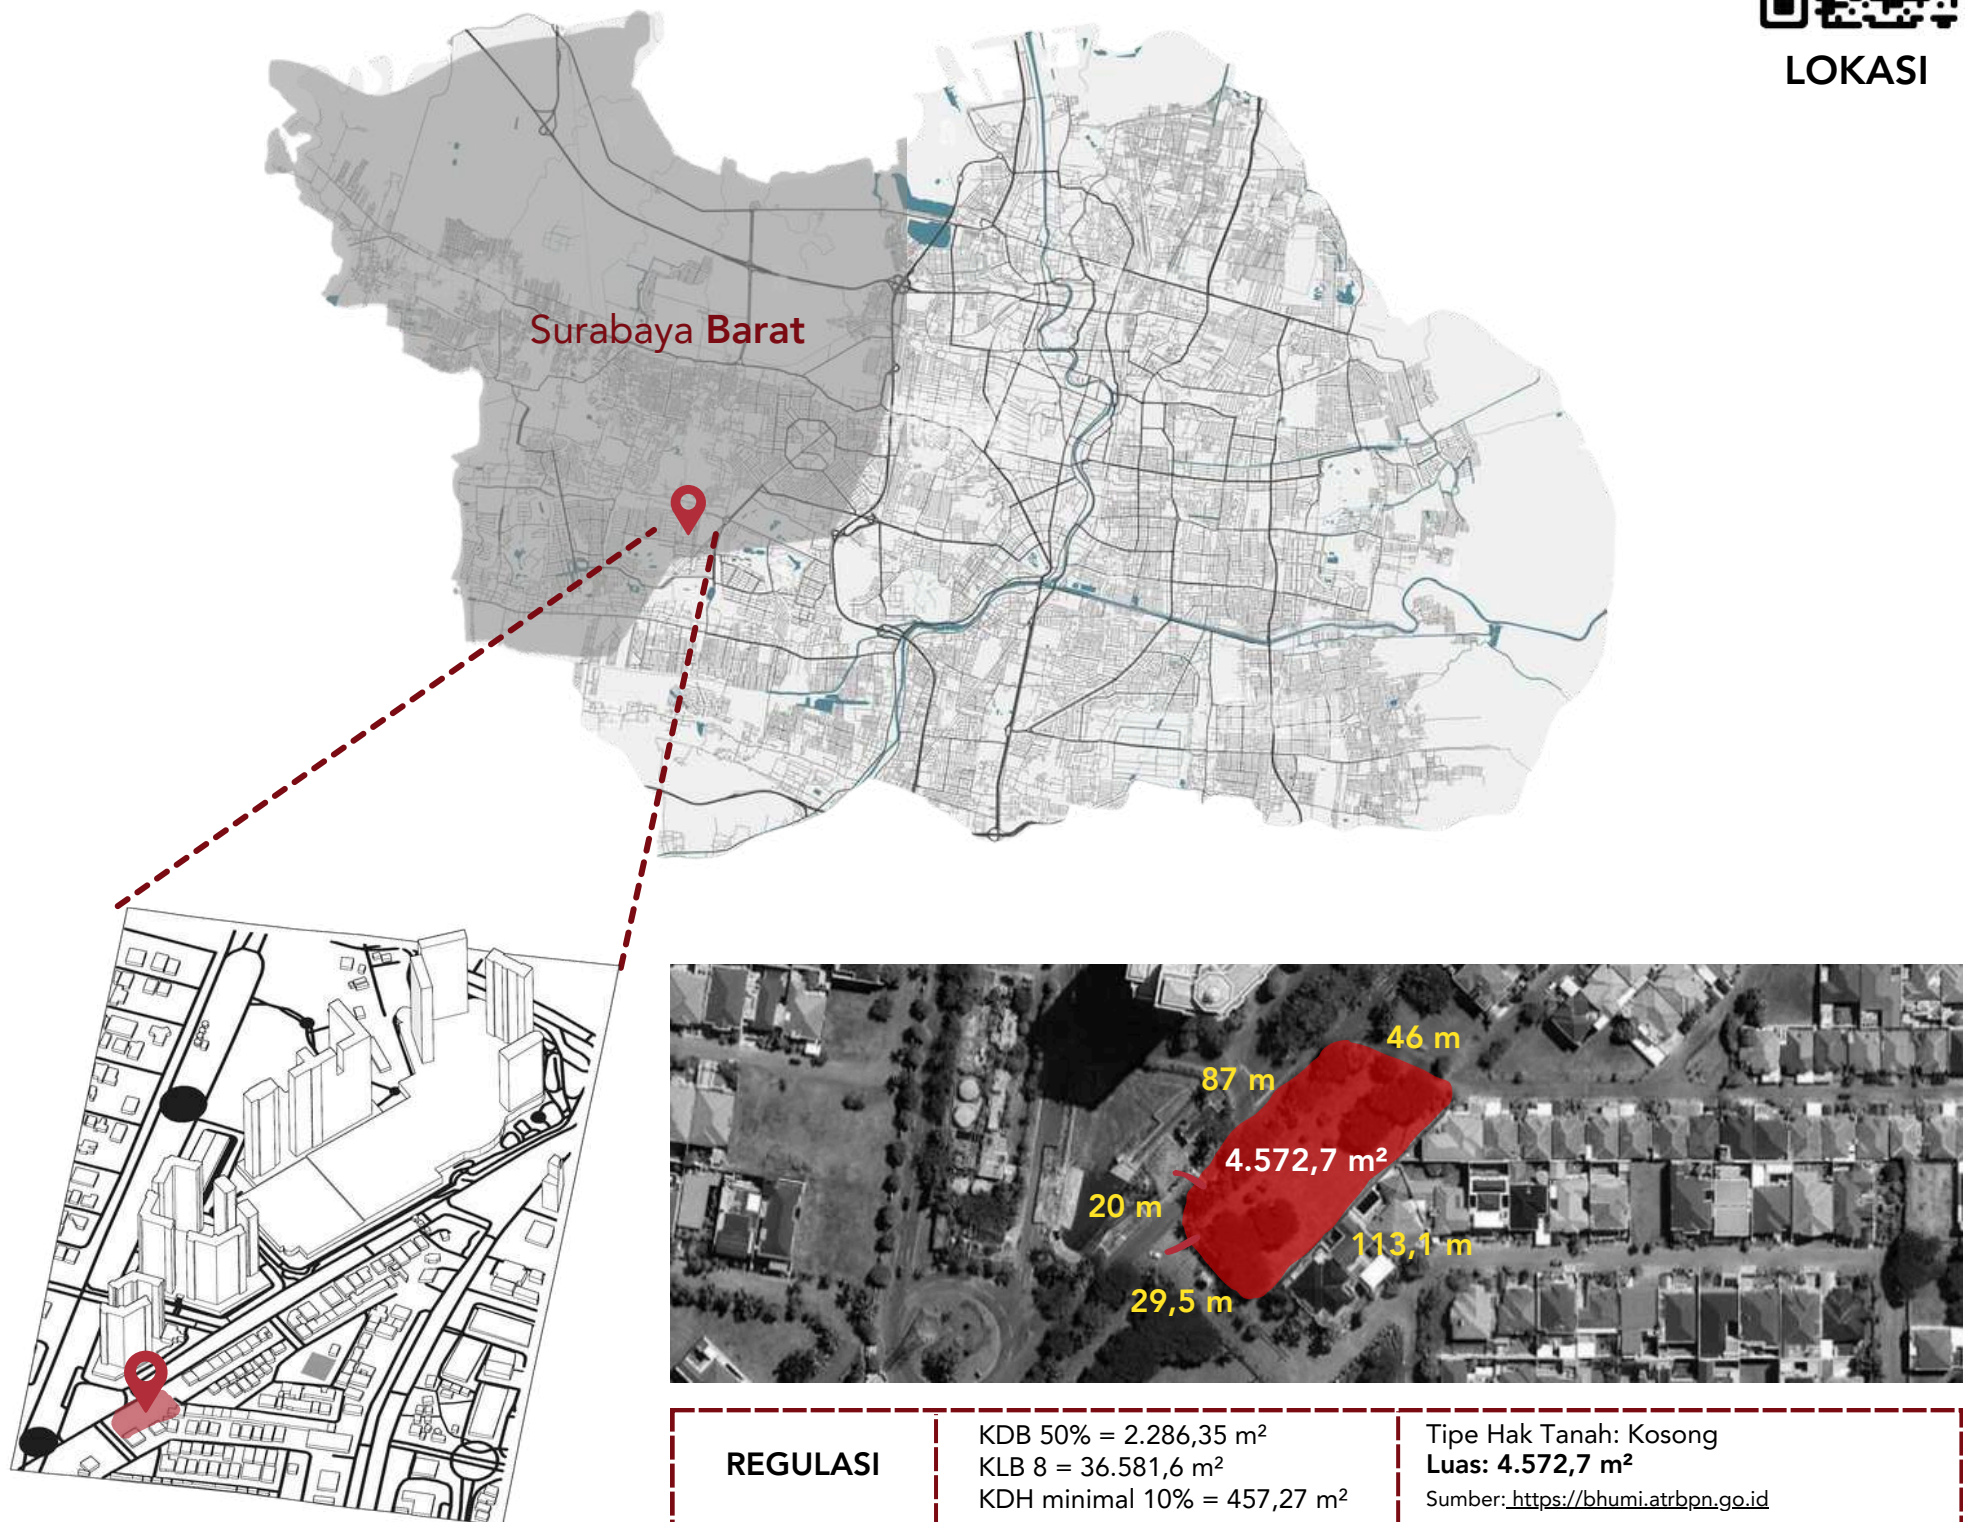 LOKASI
Surabaya Barat
46 m
87 m
4.572,7 m²
20 m
113,1 m
29,5 m
REGULASI
KDB 50% = 2.286,35 m²
KLB 8 = 36.581,6 m²
KDH minimal 10% = 457,27 m²
Tipe Hak Tanah: Kosong
Luas: 4.572,7 m²
Sumber: https://bhumi.atrbpn.go.id